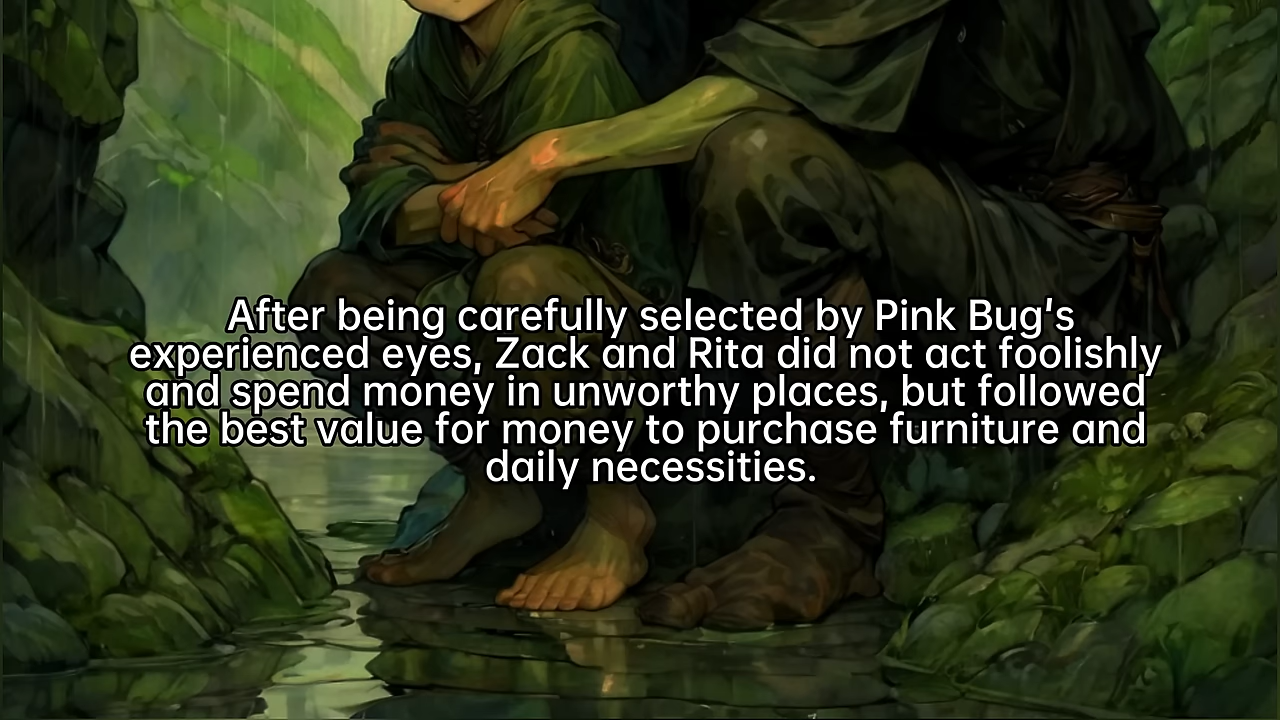 After being carefully selected by Pink Bug's
experienced eyes, Zack and Rita did not act foolishly
and spend money in unworthy places, but followed
the best value for money to purchase furniture and
daily necessities.